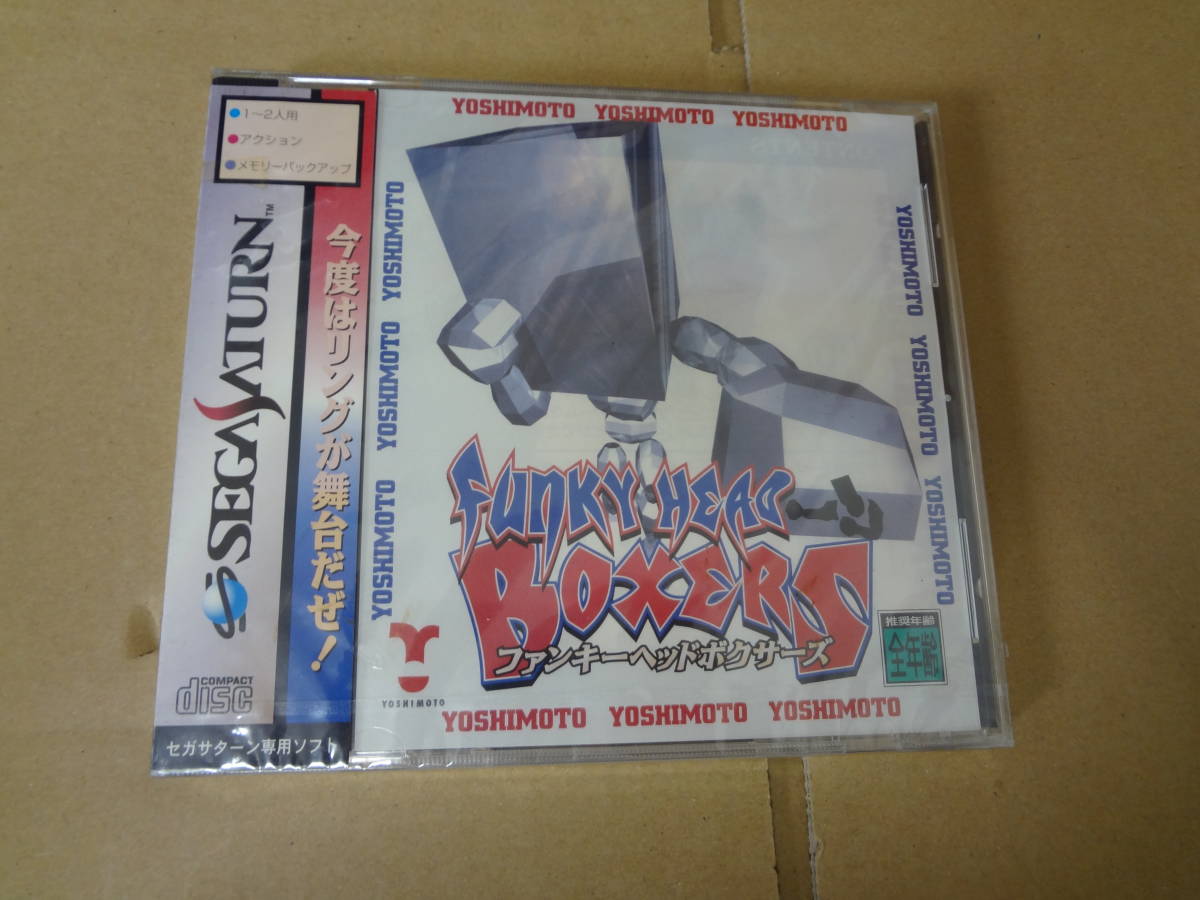 1〜2人用
アクション
メモリーバックアップ
SEGA SATURN™
COMPACT
disc
セガサターン専用ソフト
今度はリングが舞台だぜ!
YOSHIMOTO YOSHIMOTO YOSHIMOTO
YOSHIMOTO YOSHIMOTO YOSHIMOTO
YOSHIMOTO YOSHIMOTO YOSHIMOTO
FUNKY HEAD
BOXERS
ファンキーヘッドボクサーズ
YOSHIMOTO
推奨年齢
全年齢
YOSHIMOTO YOSHIMOTO YOSHIMOTO